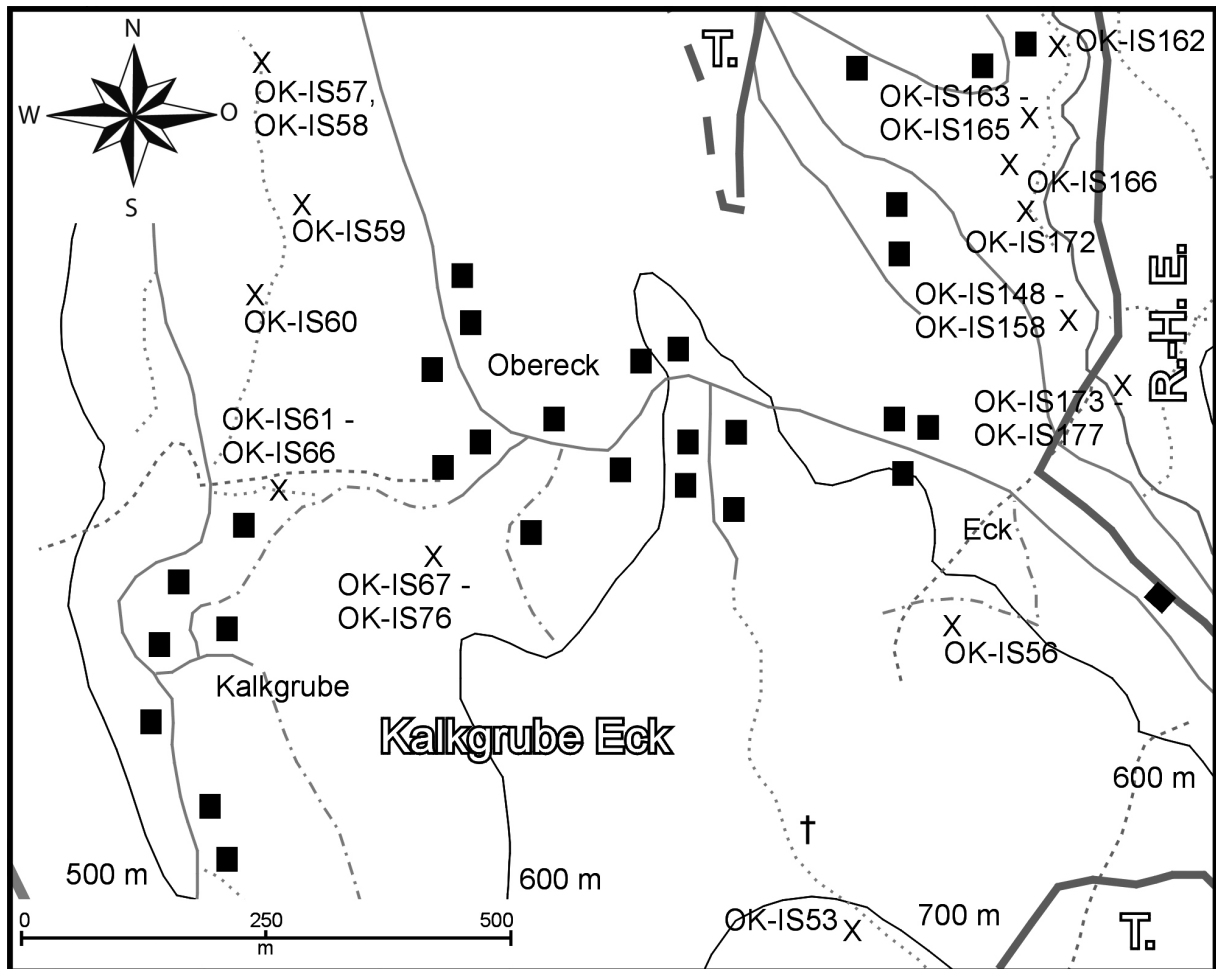 N
W
O
S
T.
X
OK-IS57,
OK-IS58
X OK-IS162
OK-IS163 -
OK-IS165 X
X
OK-IS166
X
OK-IS172
X
OK-IS59
X
OK-IS60
OK-IS148 -
OK-IS158 X
R.-H. E.
Obereck
X
OK-IS173 -
OK-IS177
OK-IS61 -
OK-IS66
X
Eck
X
OK-IS67 -
OK-IS76
X
OK-IS56
Kalkgrube
Kalkgrube Eck
600 m
†
500 m
600 m
OK-IS53 X
700 m
T.
0 250 500
m